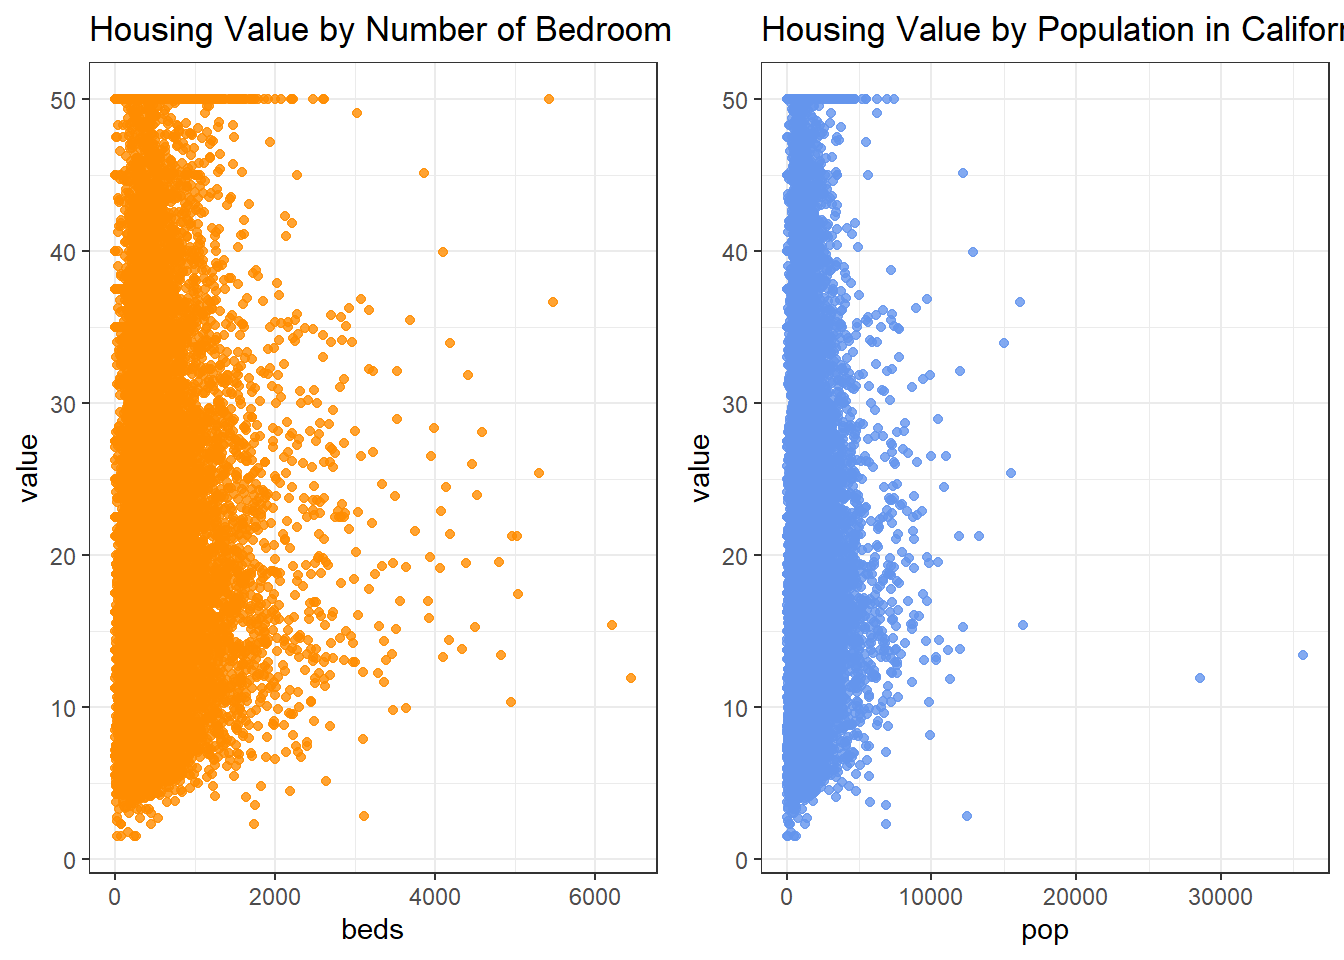 Housing Value by Number of Bedroom
50
40
30
20
10
0
value
0 2000 4000 6000
beds
Housing Value by Population in Califor
50
40
30
20
10
0
value
0 10000 20000 30000
pop